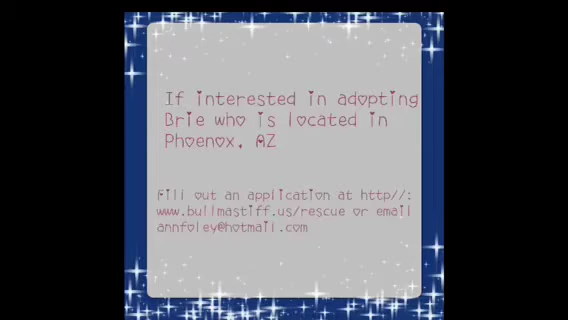 If interested in adopting
Brie who is located in
Phoenox, AZ
Fill out an application at http//:
www.bullmastiff.us/rescue or email
annfoley@hotmail.com